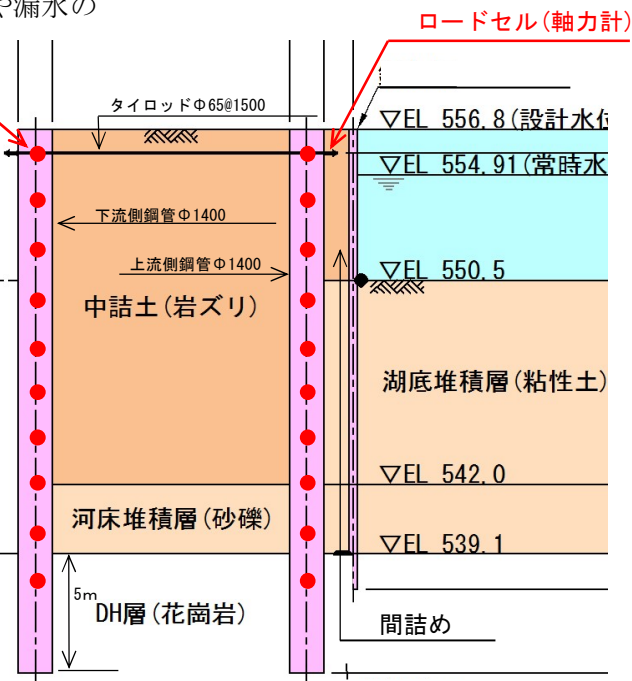 や漏水の
ロードセル(軸力計)
タイロッドΦ65@1500
▽EL 556.8(設計水位
▽EL 554.91(常時水
下流側鋼管Φ1400
上流側鋼管Φ1400
▽EL 550.5
中詰土(岩ズリ)
湖底堆積層(粘性土)
▽EL 542.0
河床堆積層(砂礫)
▽EL 539.1
5m
DH層(花崗岩)
間詰め